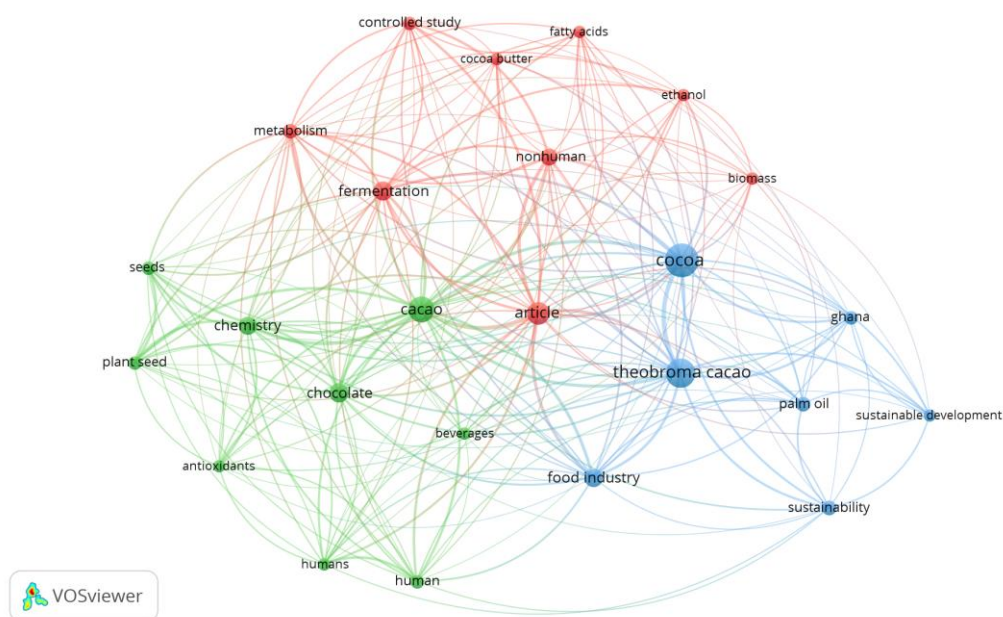 controlled study
fatty acids
cocoa butter
ethanol
metabolism
nonhuman
biomass
fermentation
cocoa
seeds
cacao
article
ghana
chemistry
plant seed
theobroma cacao
chocolate
palm oil
sustainable development
beverages
antioxidants
food industry
sustainability
humans
human
VOSviewer